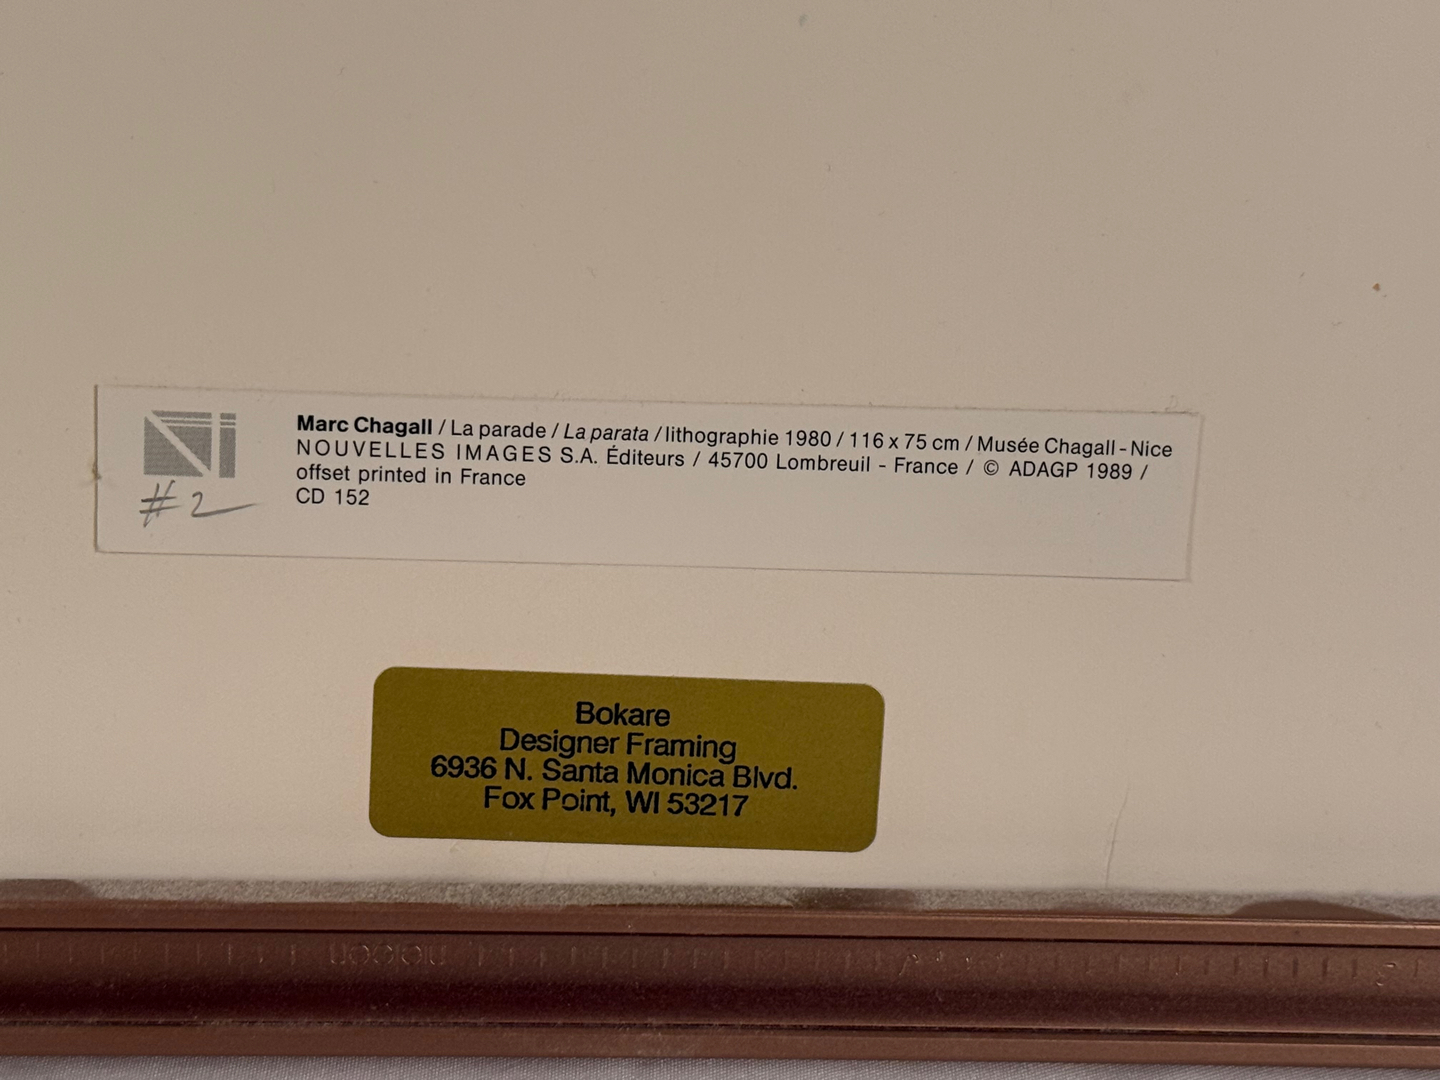 Marc Chagall / La parade / La parata / lithographie 1980 / 116 x 75 cm / Musée Chagall - Nice
NOUVELLES IMAGES S.A. Éditeurs / 45700 Lombreuil - France / © ADAGP 1989 /
offset printed in France
CD 152
#2
Bokare
Designer Framing
6936 N. Santa Monica Blvd.
Fox Point, WI 53217